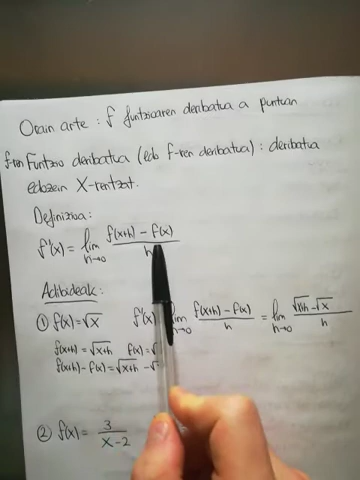 Orain arte: f funtzioaren deribatua a puntuan
f-ren Funtzio deribatua (edo f-ren deribatua): deribatua
edozein X-rentzat.
Definizioa:
f'(x) = lim h→0 f(x+h) - f(x) / h
Adibideak:
① f(x) = √x f'(x) lim h→0 f(x+h) - f(x) / h = lim h→0 √x+h - √x / h
f(x+h) = √x+h f(x) = √
f(x+h) - f(x) = √x+h - √
② f(x) = 3 / x-2